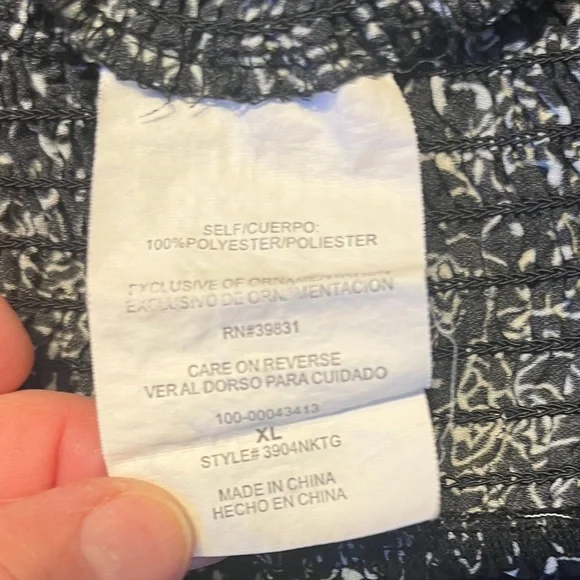 SELF/CUERPO:
100%POLYESTER/POLIESTER
EXCLUSIVE OF ORNAMENTATION
EXCLUSIVO DE ORNAMENTACION
RN#39831
CARE ON REVERSE
VER AL DORSO PARA CUIDADO
100-00043413
XL
STYLE# 3904NKTG
MADE IN CHINA
HECHO EN CHINA